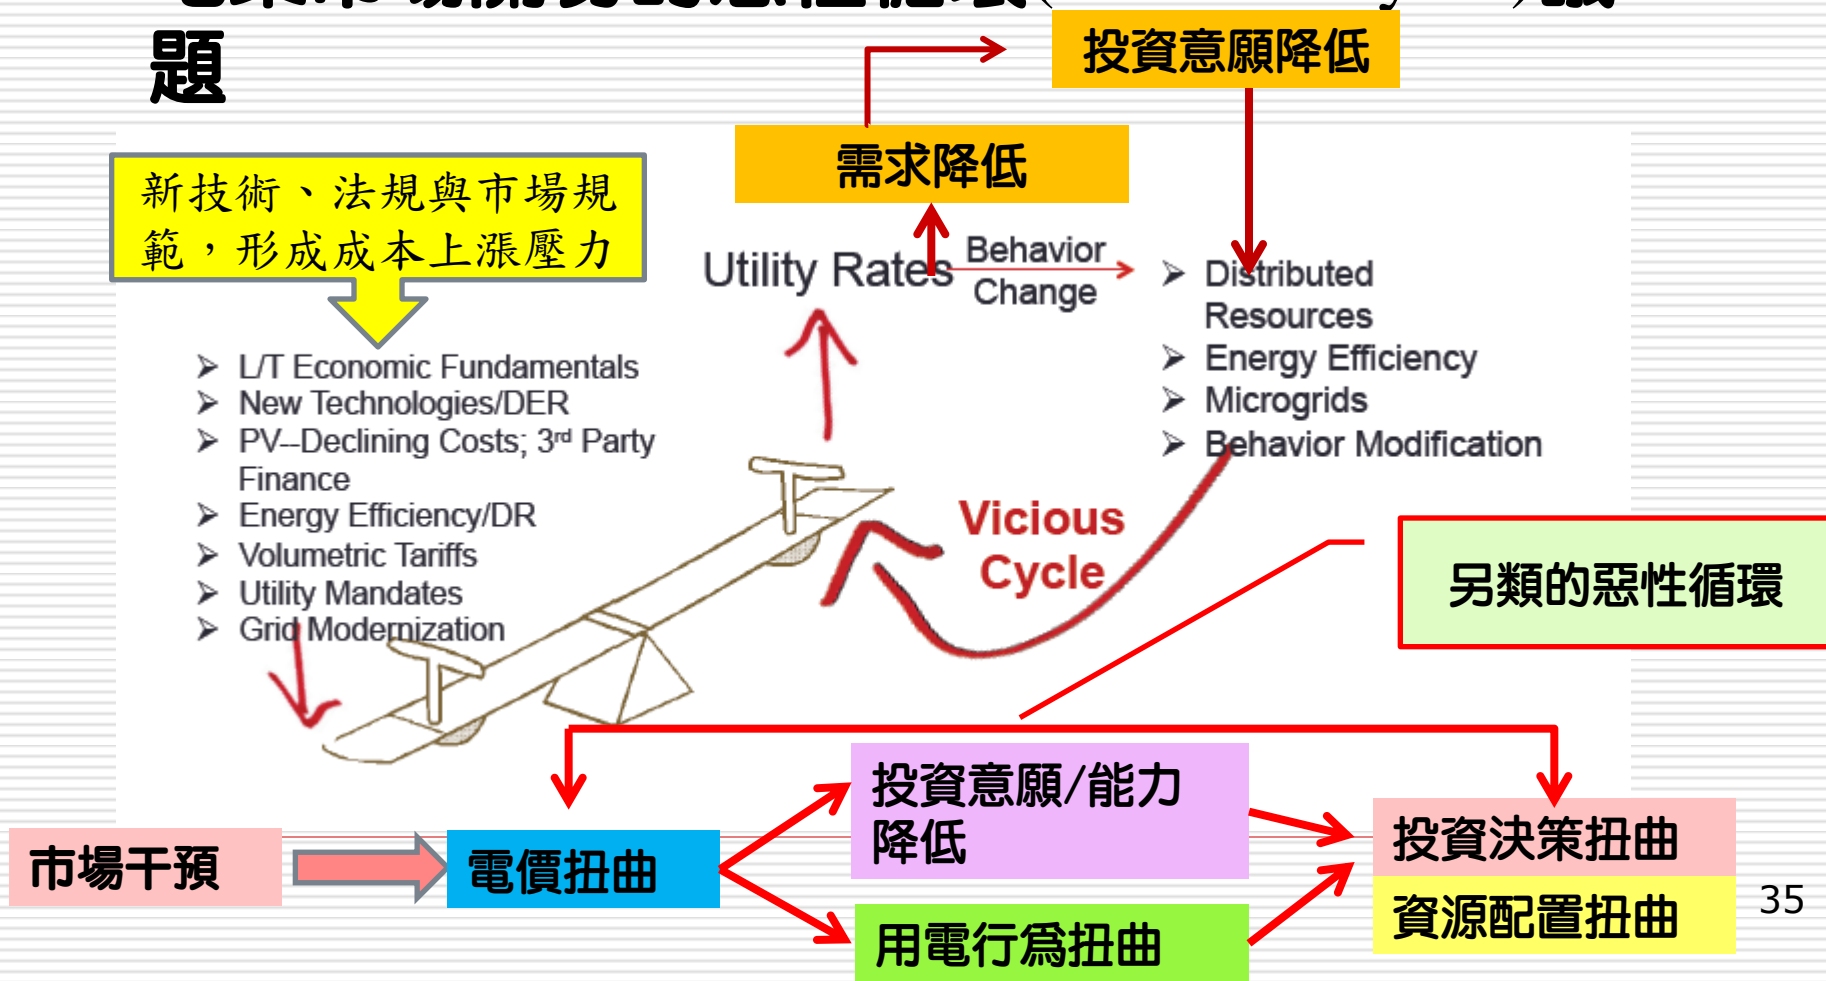 題
投資意願降低
需求降低
新技術、法規與市場規
範，形成成本上漲壓力
Utility Rates
Behavior
Change
➢ Distributed
Resources
➢ Energy Efficiency
➢ Microgrids
➢ Behavior Modification
➢ L/T Economic Fundamentals
➢ New Technologies/DER
➢ PV--Declining Costs; 3rd Party
Finance
➢ Energy Efficiency/DR
➢ Volumetric Tariffs
➢ Utility Mandates
➢ Grid Modernization
Vicious
Cycle
另類的惡性循環
市場干預
電價扭曲
投資意願/能力
降低
用電行為扭曲
投資決策扭曲
資源配置扭曲
35